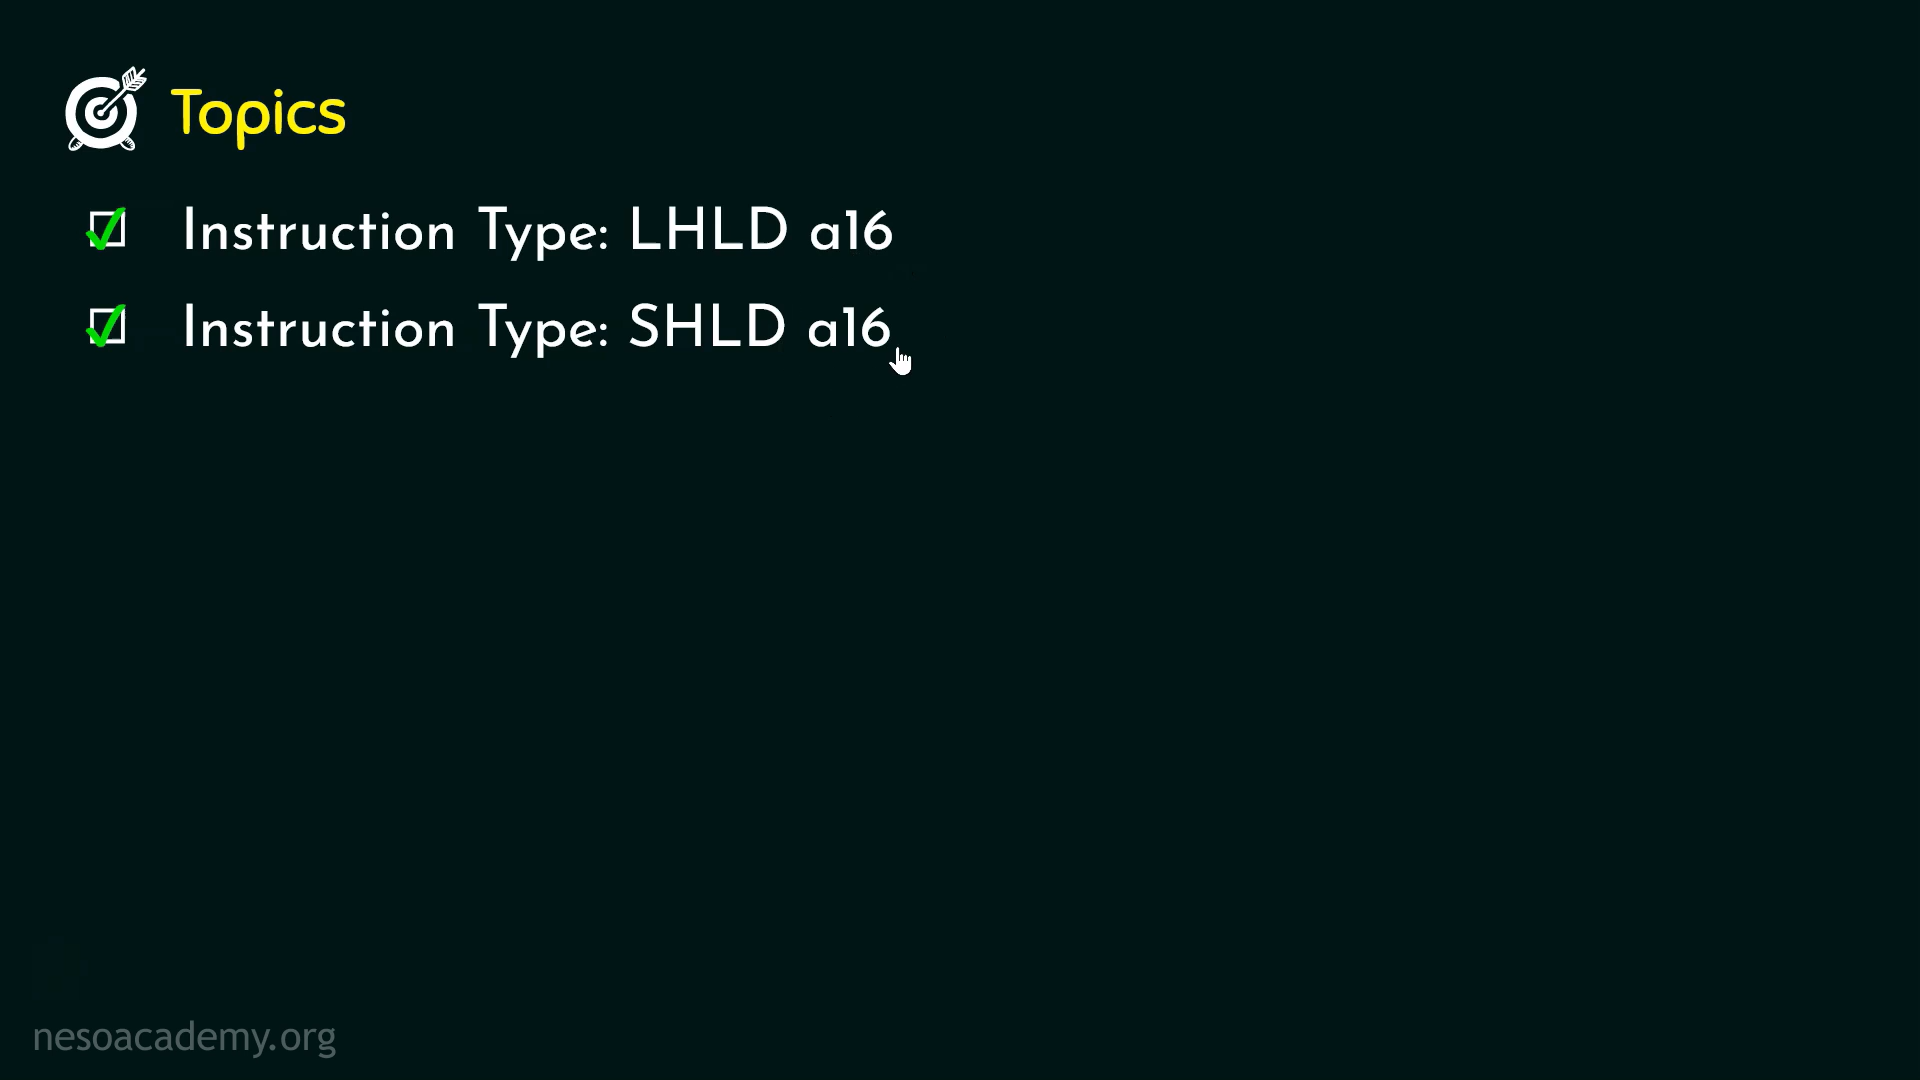 Topics
Instruction Type: LHLD a16
Instruction Type: SHLD a16
nesoacademy.org